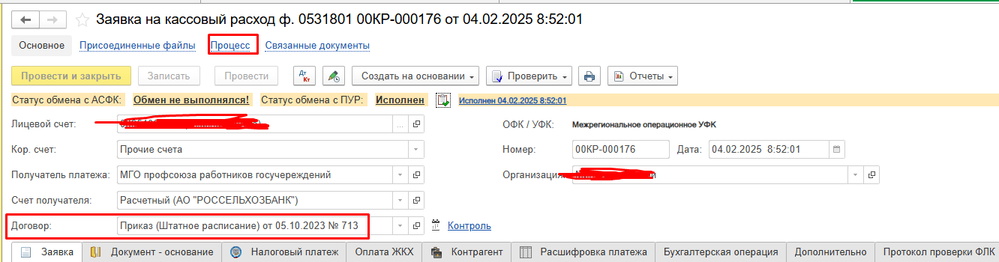 Заявка на кассовый расход ф. 0531801 00КР-000176 от 04.02.2025 8:52:01
Основное Присоединенные файлы Процесс Связанные документы
Провести и закрыть Записать Провести Дт Кт Создать на основании Проверить Отчеты
Статус обмена с АСФК: Обмен не выполнялся! Статус обмена с ПУР: Исполнен Исполнен 04.02.2025 8:52:01
Лицевой счет: ... ОФК / УФК: Межрегиональное операционное УФК
Кор. счет: Прочие счета Номер: 00КР-000176 Дата: 04.02.2025 8:52:01
Получатель платежа: МГО профсоюза работников госучереждений Организация:
Счет получателя: Расчетный (АО "РОССЕЛЬХОЗБАНК")
Договор: Приказ (Штатное расписание) от 05.10.2023 № 713 Контроль
Заявка Документ - основание Налоговый платеж Оплата ЖКХ Контрагент Расшифровка платежа Бухгалтерская операция Дополнительно Протокол проверки ФЛК